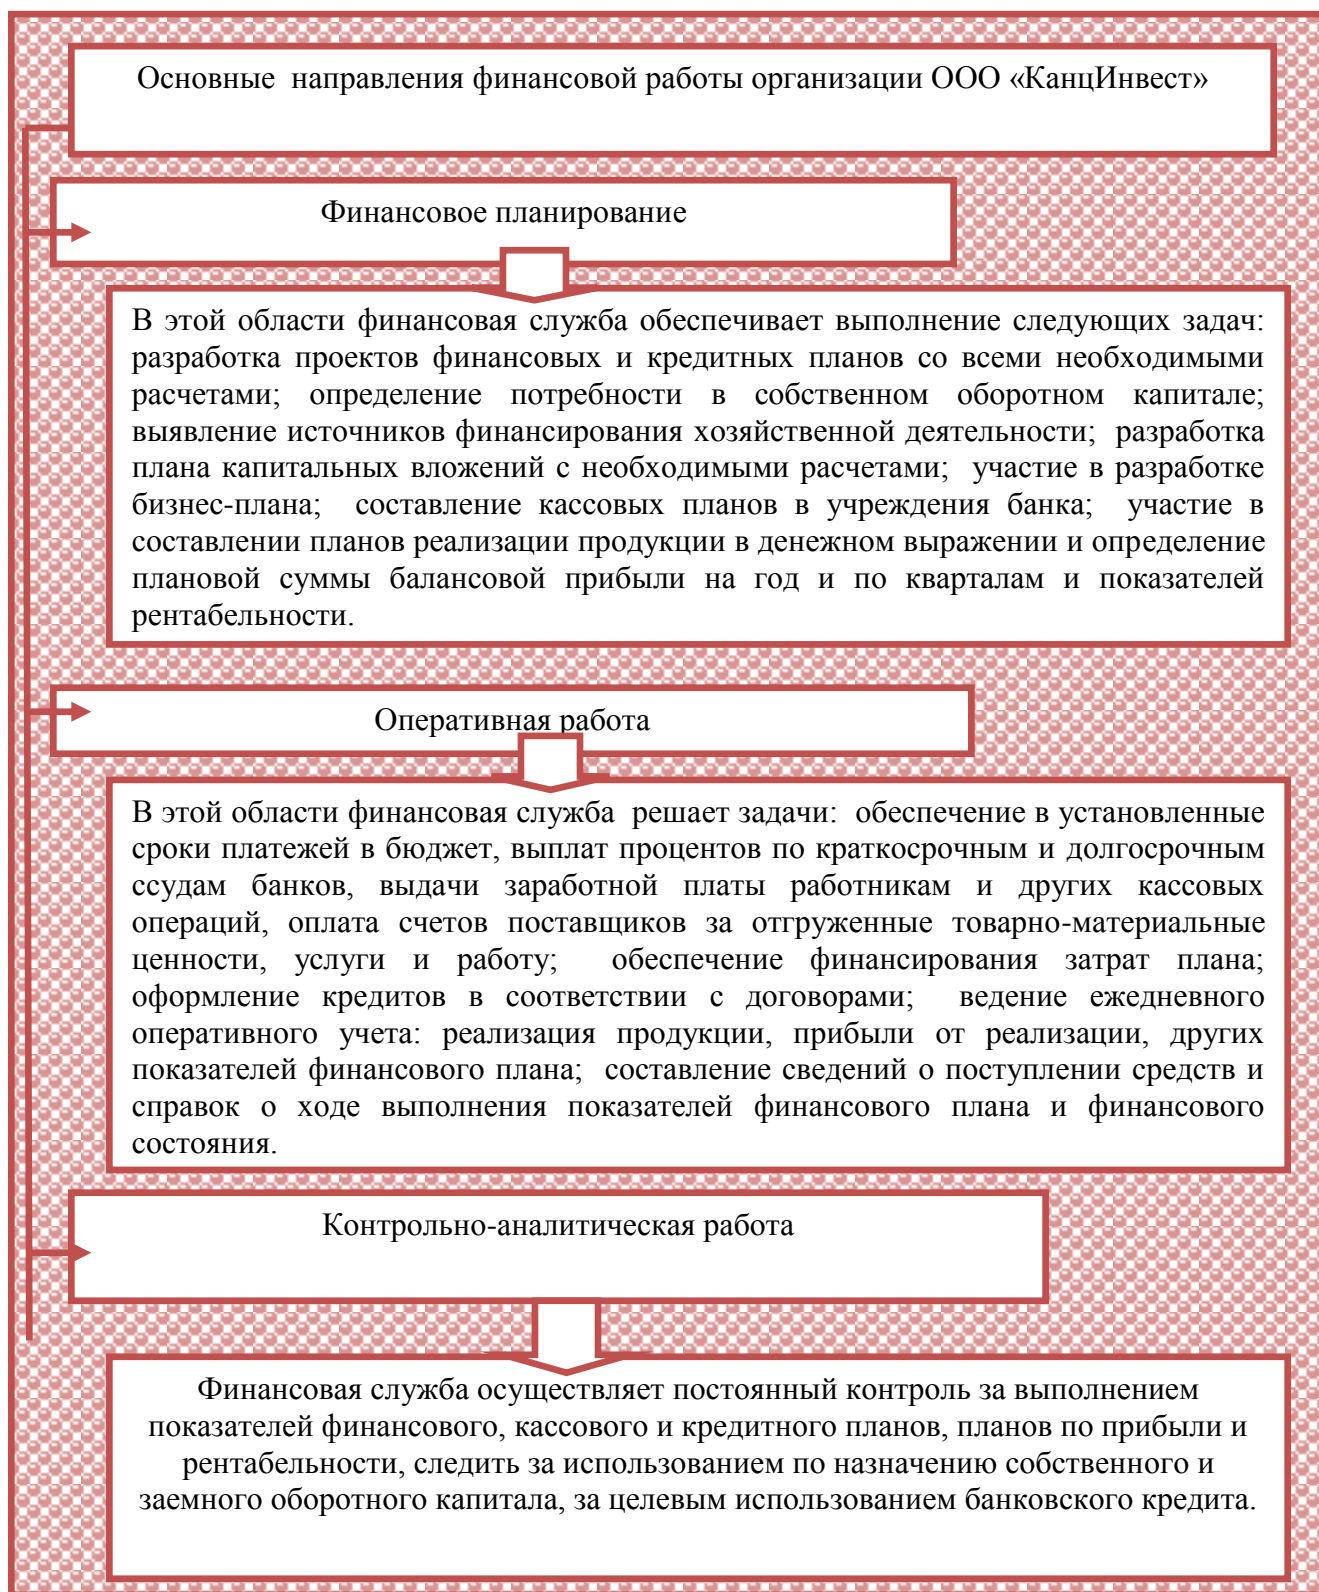 Основные направления финансовой работы организации ООО «КанцИнвест»
Финансовое планирование
В этой области финансовая служба обеспечивает выполнение следующих задач:
разработка проектов финансовых и кредитных планов со всеми необходимыми
расчетами; определение потребности в собственном оборотном капитале;
выявление источников финансирования хозяйственной деятельности; разработка
плана капитальных вложений с необходимыми расчетами; участие в разработке
бизнес-плана; составление кассовых планов в учреждения банка; участие в
составлении планов реализации продукции в денежном выражении и определение
плановой суммы балансовой прибыли на год и по кварталам и показателей
рентабельности.
Оперативная работа
В этой области финансовая служба решает задачи: обеспечение в установленные
сроки платежей в бюджет, выплат процентов по краткосрочным и долгосрочным
ссудам банков, выдачи заработной платы работникам и других кассовых
операций, оплата счетов поставщиков за отгруженные товарно-материальные
ценности, услуги и работу; обеспечение финансирования затрат плана;
оформление кредитов в соответствии с договорами; ведение ежедневного
оперативного учета: реализация продукции, прибыли от реализации, других
показателей финансового плана; составление сведений о поступлении средств и
справок о ходе выполнения показателей финансового плана и финансового
состояния.
Контрольно-аналитическая работа
Финансовая служба осуществляет постоянный контроль за выполнением
показателей финансового, кассового и кредитного планов, планов по прибыли и
рентабельности, следить за использованием по назначению собственного и
заемного оборотного капитала, за целевым использованием банковского кредита.